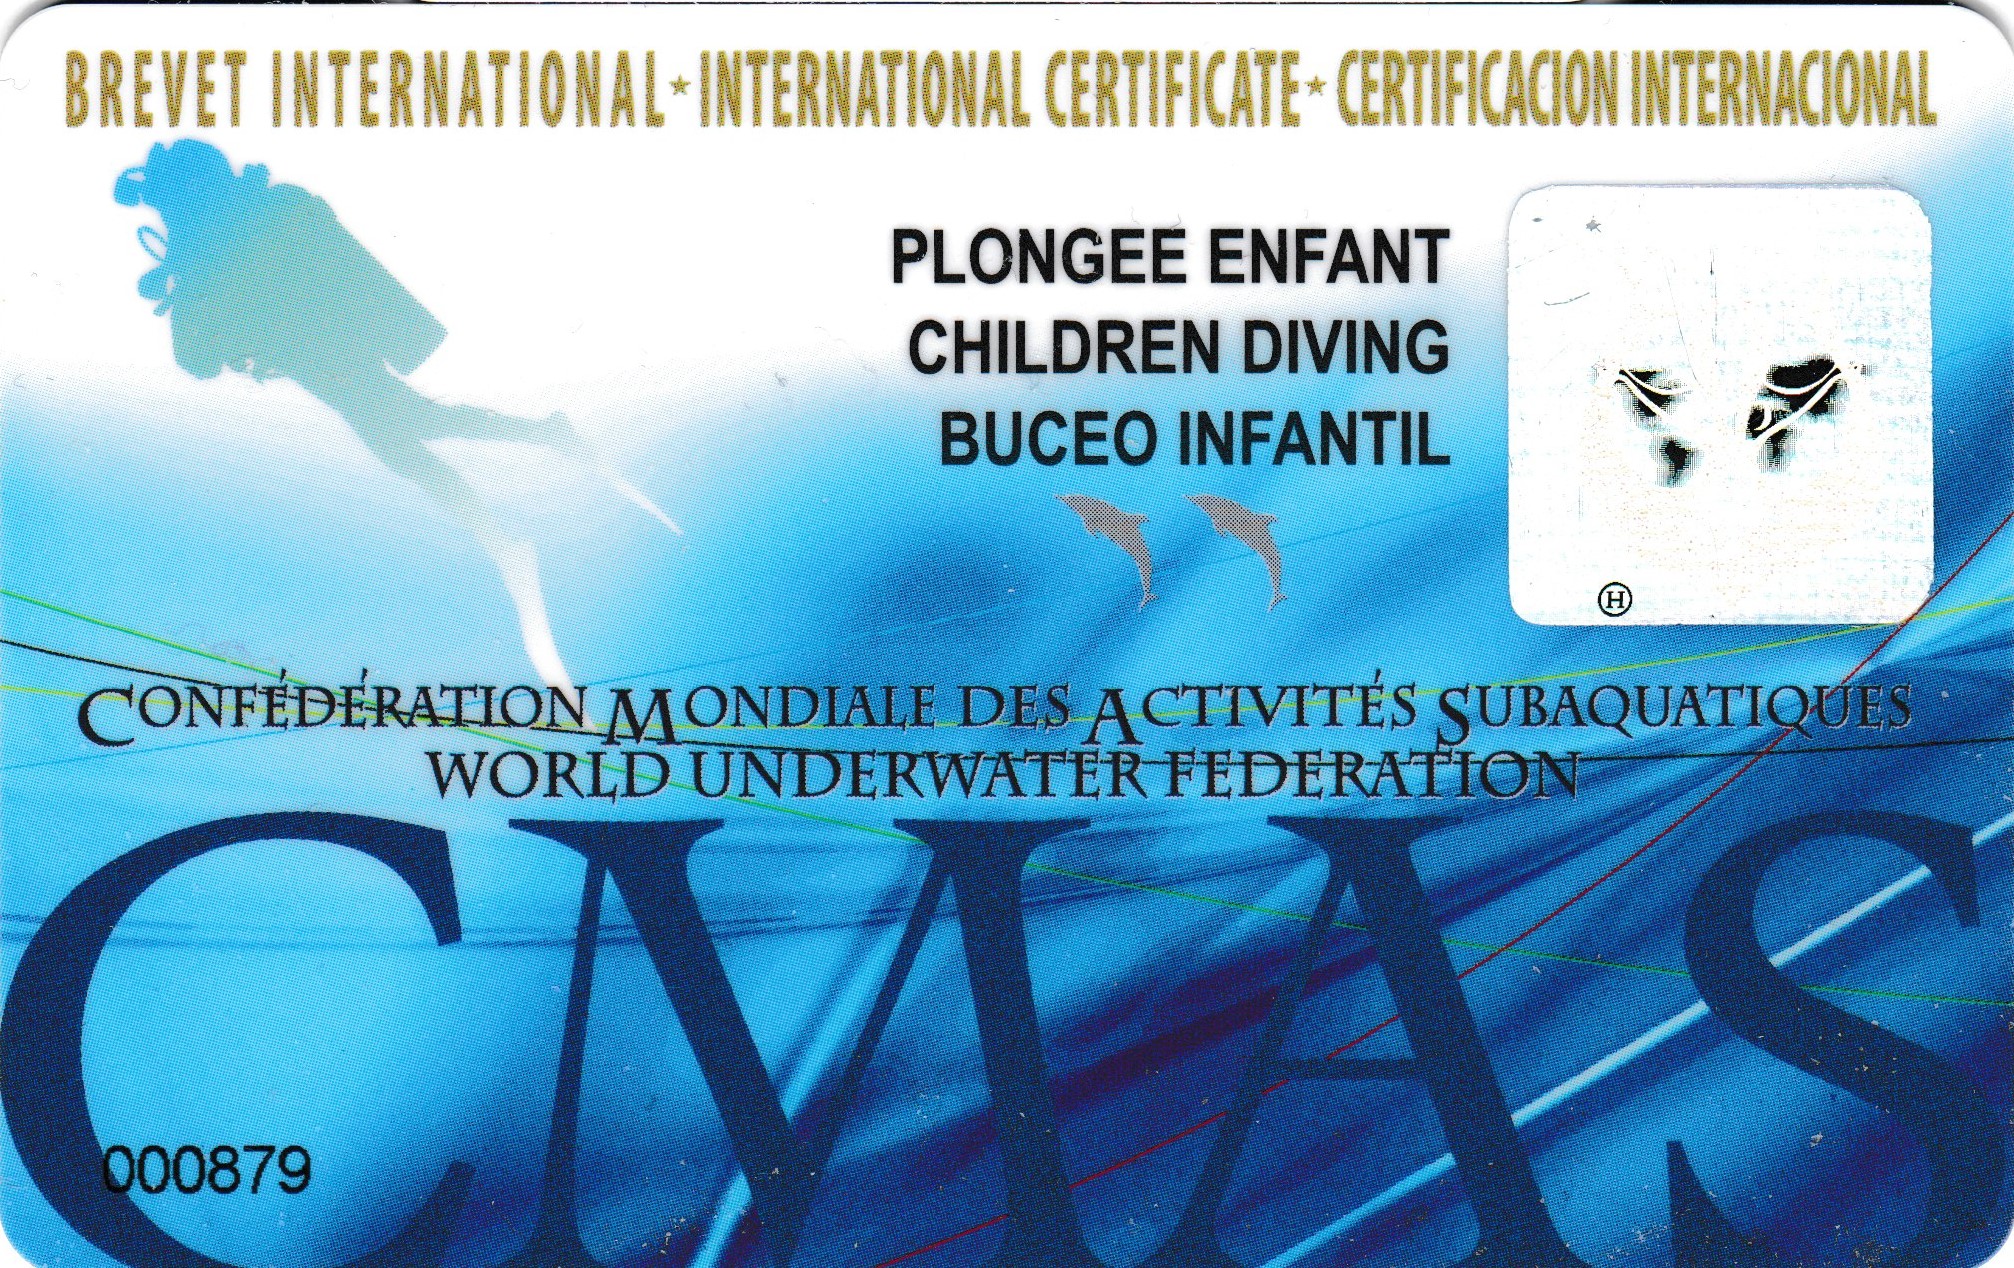 BREVET INTERNATIONAL * INTERNATIONAL CERTIFICATE * CERTIFICACION INTERNACIONAL
PLONGEE ENFANT
CHILDREN DIVING
BUCEO INFANTIL
H
CONFÉDÉRATION MONDIALE DES ACTIVITÉS SUBAQUATIQUES
WORLD UNDERWATER FEDERATION
CMAS
000879